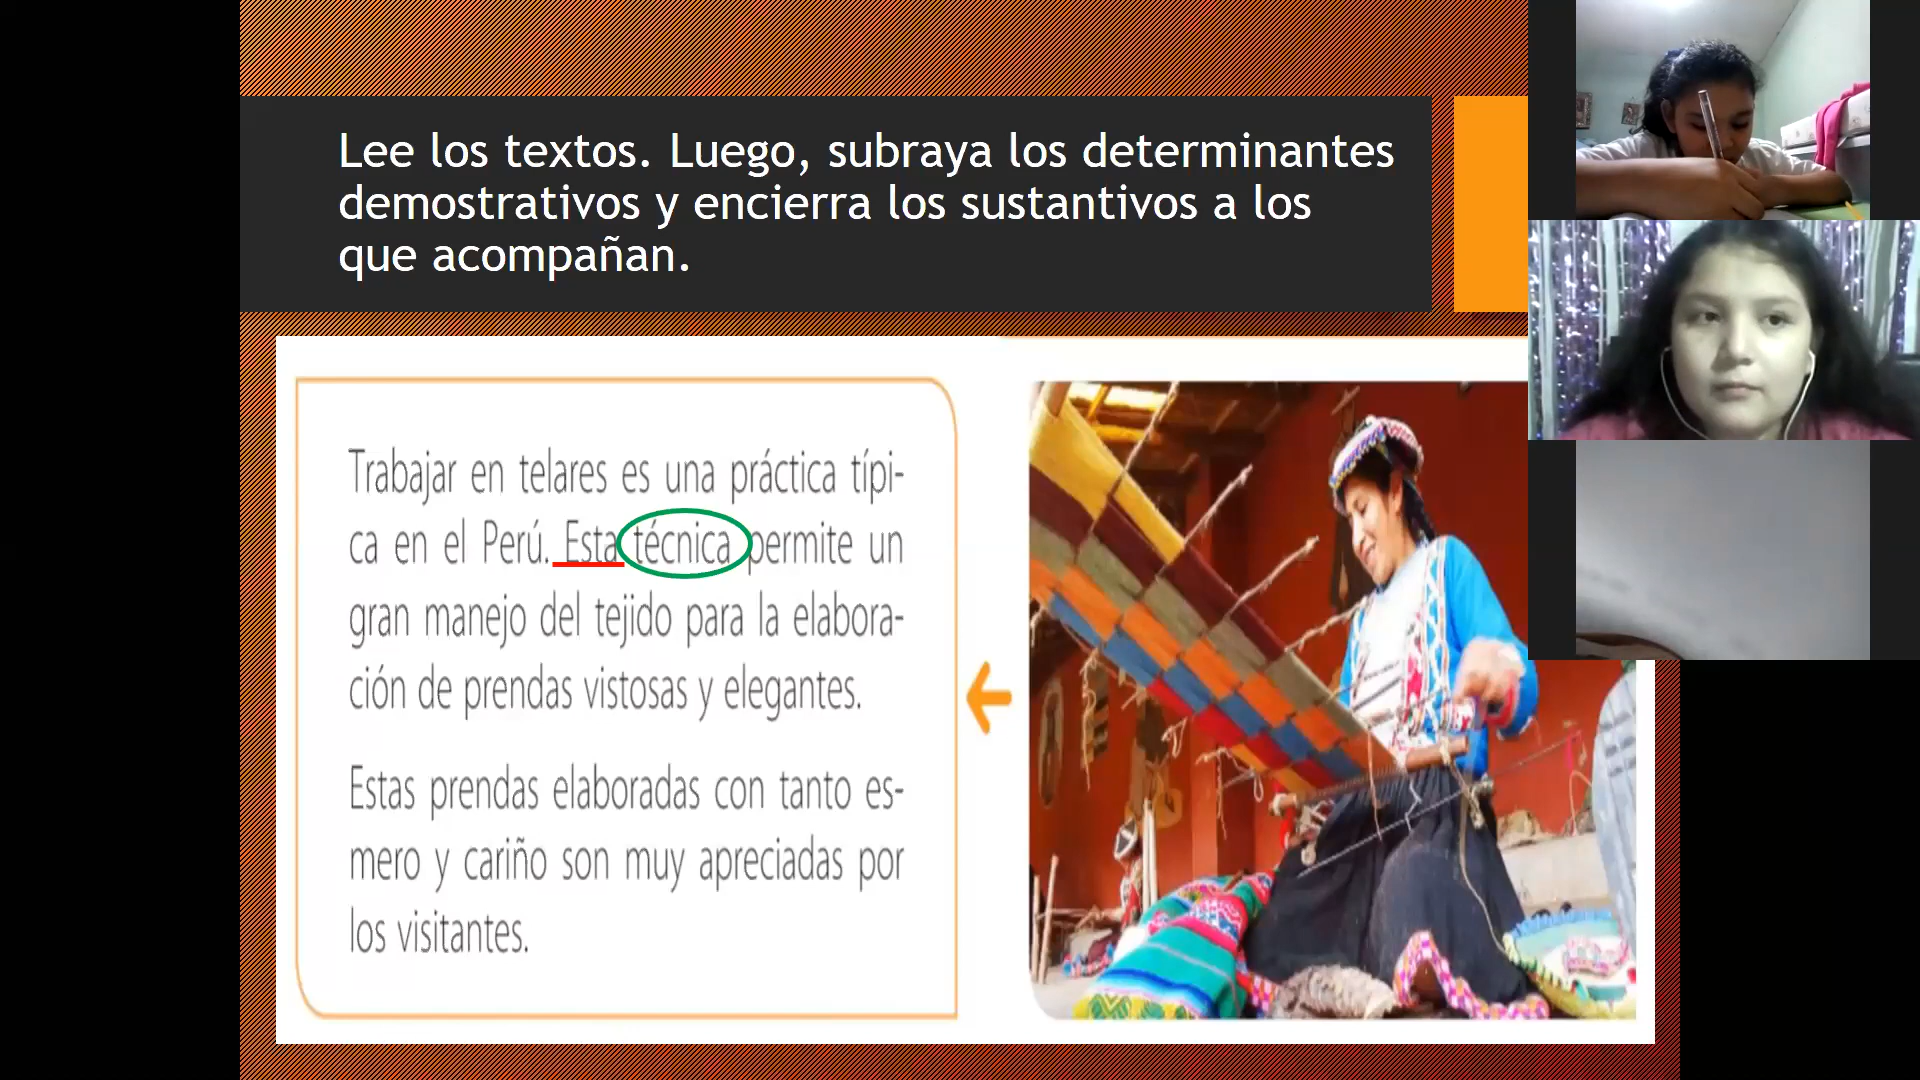 Lee los textos. Luego, subraya los determinantes
demostrativos y encierra los sustantivos a los
que acompañan.
Trabajar en telares es una práctica típi-
ca en el Perú. Esta técnica permite un
gran manejo del tejido para la elabora-
ción de prendas vistosas y elegantes.
Estas prendas elaboradas con tanto es-
mero y cariño son muy apreciadas por
los visitantes.